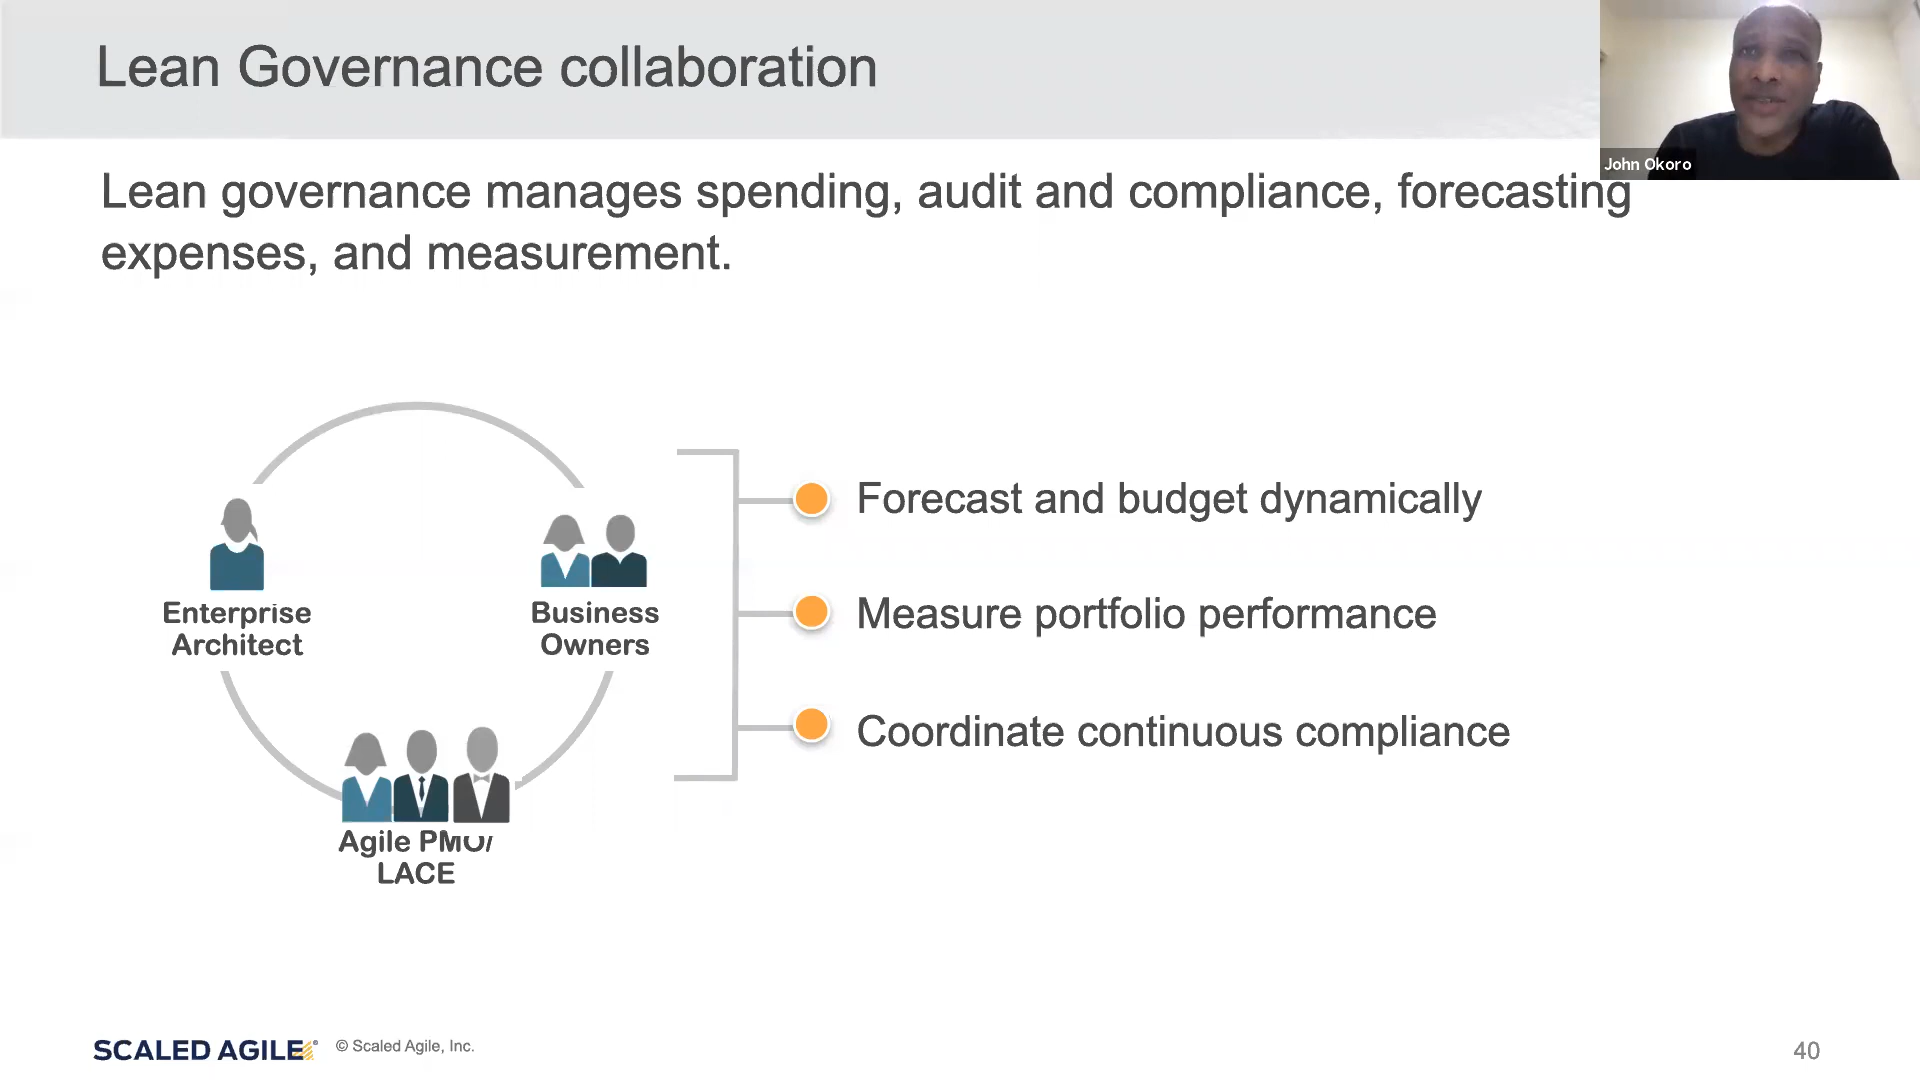 Lean Governance collaboration
John Okoro
Lean governance manages spending, audit and compliance, forecasting
expenses, and measurement.
Enterprise
Architect
Business
Owners
Agile PMO/
LACE
Forecast and budget dynamically
Measure portfolio performance
Coordinate continuous compliance
SCALED AGILE® © Scaled Agile, Inc.
40